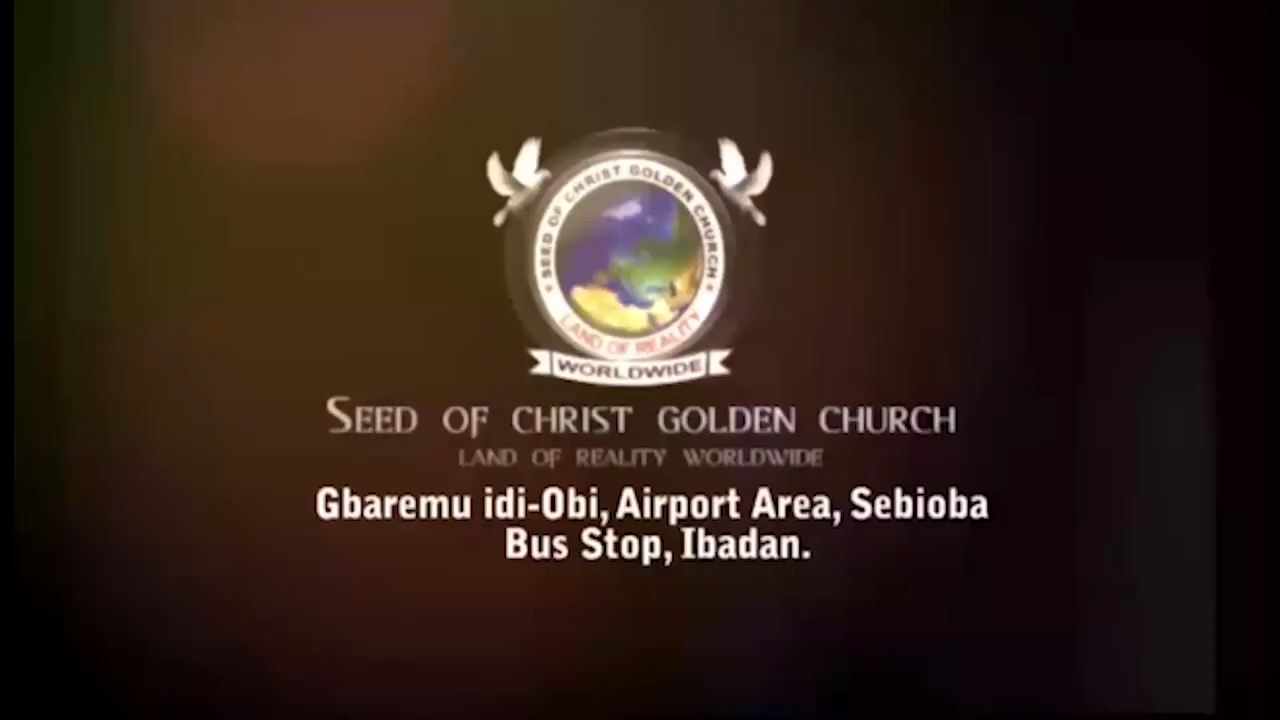 SEED OF CHRIST GOLDEN CHURCH
LAND OF REALITY
WORLDWIDE
SEED OF CHRIST GOLDEN CHURCH
LAND OF REALITY WORLDWIDE
Gbaremu idi-Obi, Airport Area, Sebioba
Bus Stop, Ibadan.